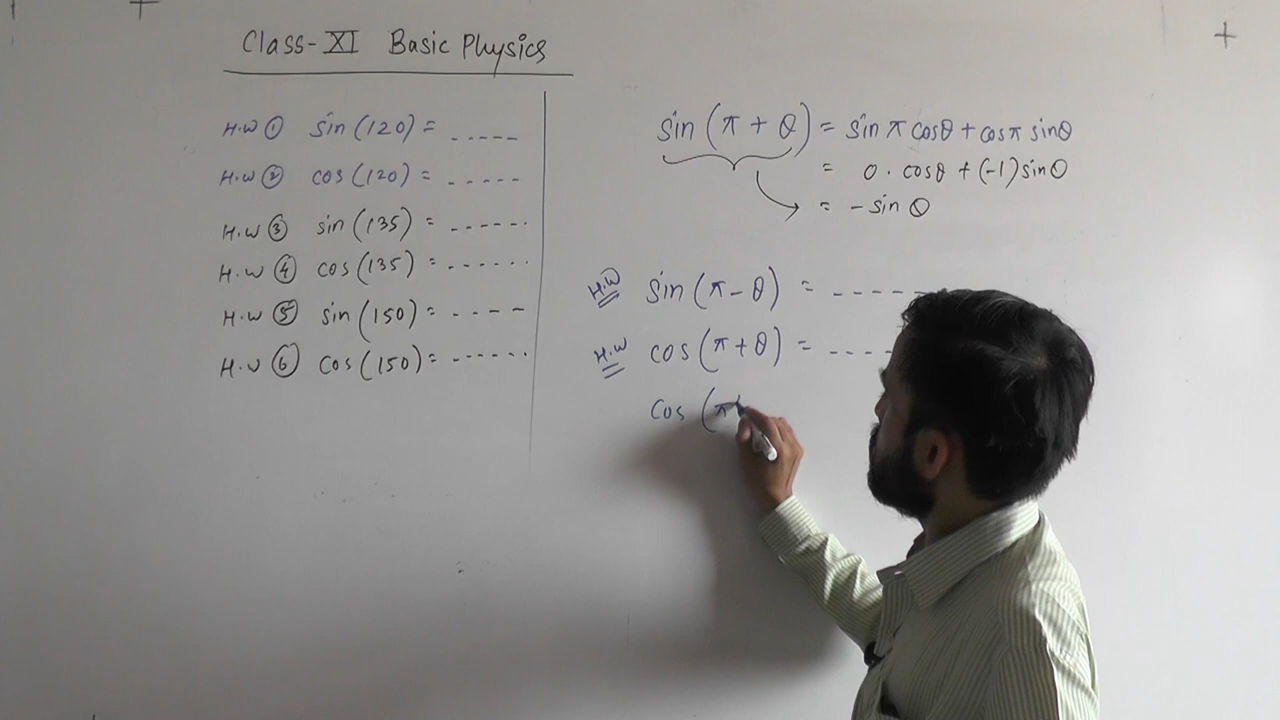 Class-XI Basic Physics
H.W ① sin(120) = -----
H.W ② cos(120) = -----
H.W ③ sin(135) = ------
H.W ④ cos(135) = ------
H.W ⑤ sin(150) = ----
H.W ⑥ cos(150) = ------
sin(π + θ) = sin π cosθ + cosπ sinθ
= 0 . cosθ + (-1) sinθ
= - sin θ
H.W sin(π - θ) = ------
H.W cos(π + θ) = ----
cos (π